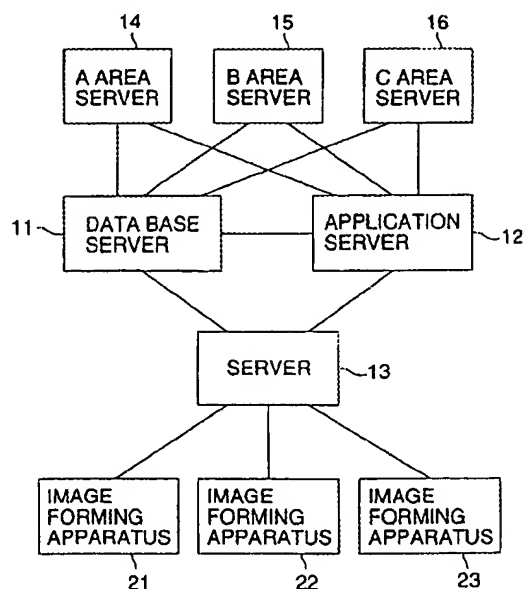 14
15
16
A AREA
SERVER
B AREA
SERVER
C AREA
SERVER
11
DATA BASE
SERVER
APPLICATION
SERVER
12
SERVER
13
IMAGE
FORMING
APPARATUS
IMAGE
FORMING
APPARATUS
IMAGE
FORMING
APPARATUS
21
22
23